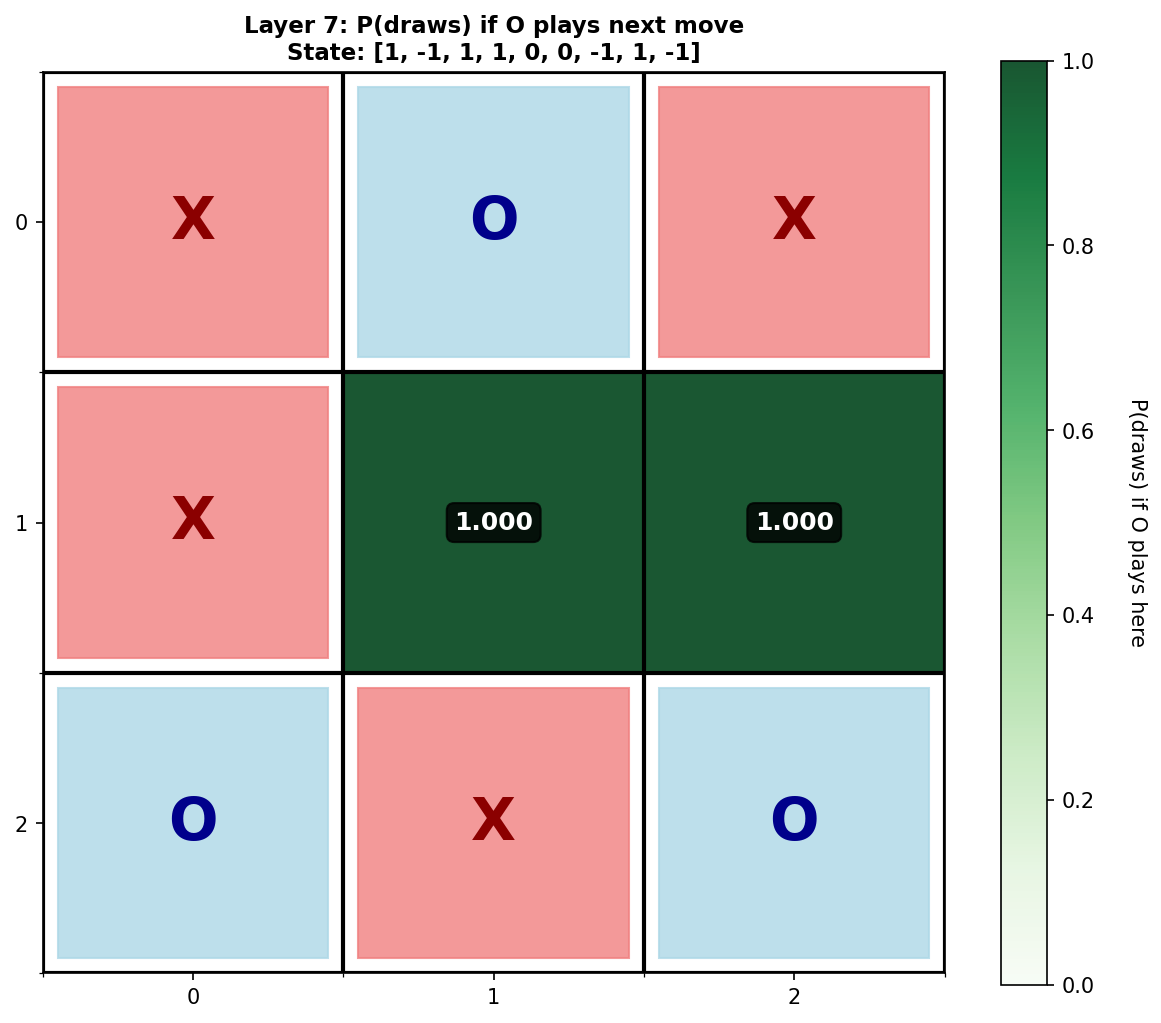 Layer 7: P(draws) if O plays next move
State: [1, -1, 1, 1, 0, 0, -1, 1, -1]
0
X
O
X
1
X
1.000
1.000
2
O
X
O
0
1
2
1.0
0.8
0.6
0.4
0.2
0.0
P(draws) if O plays here